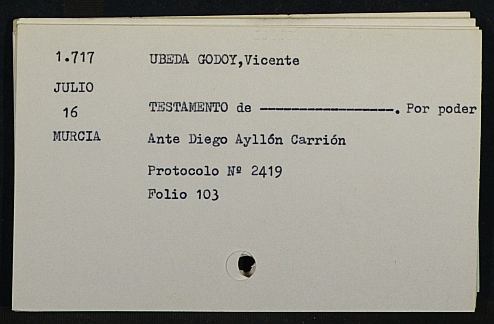 1.717 UBEDA GODOY,Vicente
JULIO
16 TESTAMENTO de -----------------. Por poder
MURCIA Ante Diego Ayllón Carrión
Protocolo Nº 2419
Folio 103